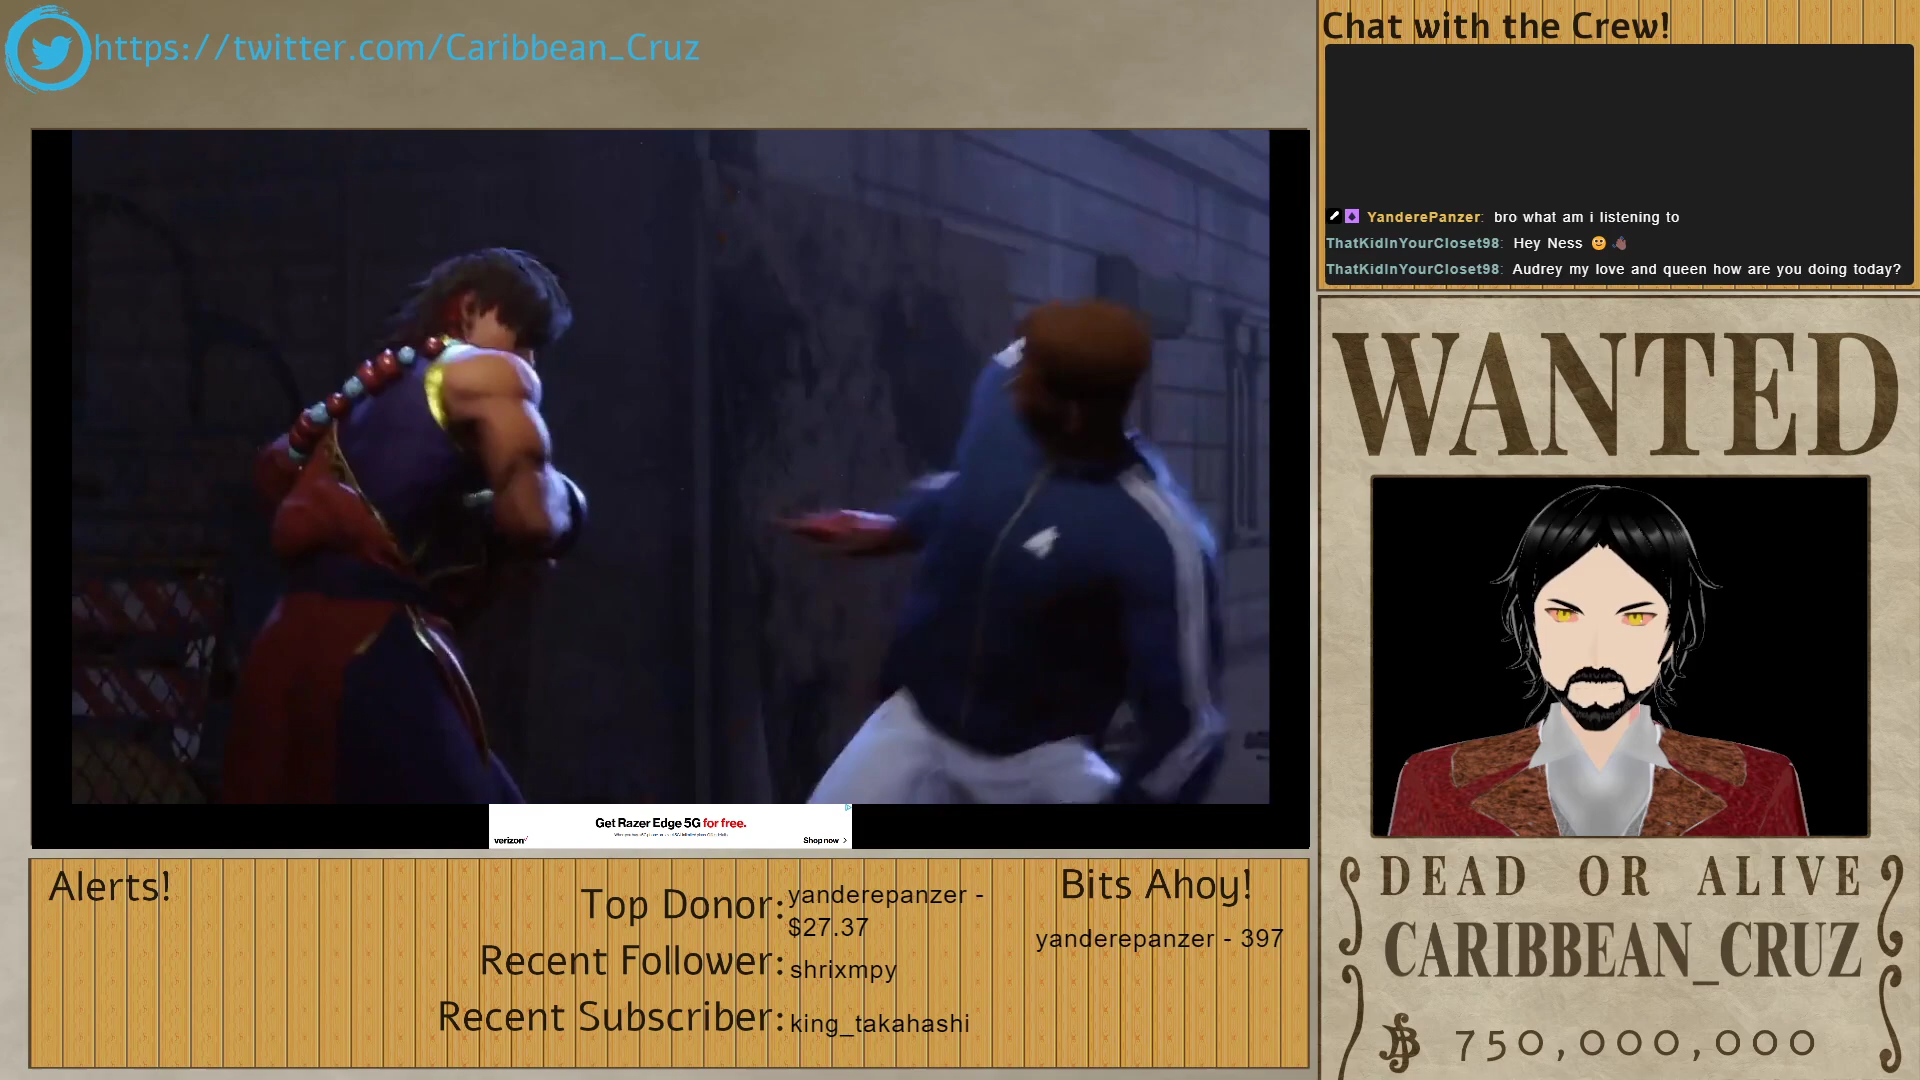 https://twitter.com/Caribbean_Cruz
Chat with the Crew!
YanderePanzer: bro what am i listening to
ThatKidInYourCloset98: Hey Ness
ThatKidInYourCloset98: Audrey my love and queen how are you doing today?
WANTED
DEAD OR ALIVE
CARIBBEAN_CRUZ
750,000,000
Get Razer Edge 5G for free.
verizon
Shop now
Alerts!
Top Donor: yanderepanzer -
$27.37
Recent Follower: shrixmpy
Recent Subscriber: king_takahashi
Bits Ahoy!
yanderepanzer - 397